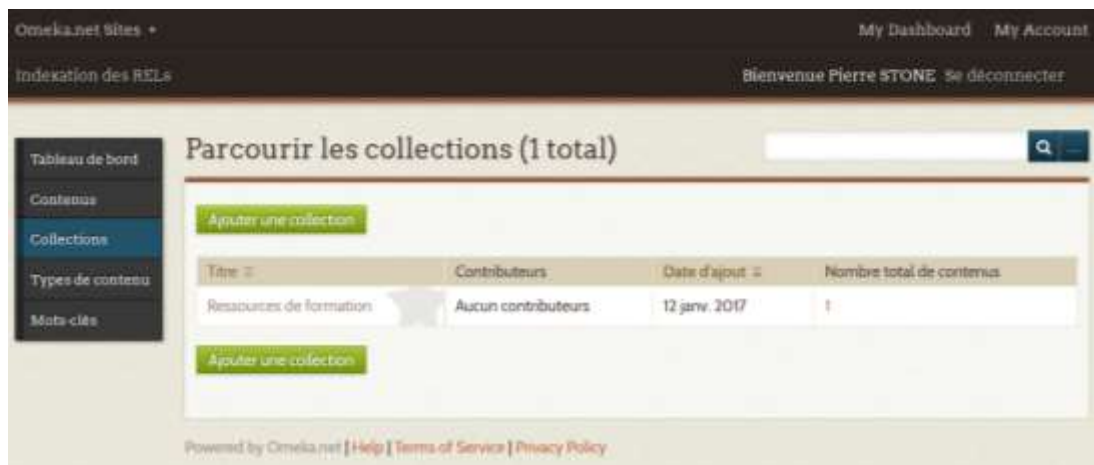 Omeka.net Sites
My Dashboard My Account
Indexation des RELs
Bienvenue Pierre STONE Se déconnecter
Tableau de bord
Contenus
Collections
Types de contenu
Mots-clés
Parcourir les collections (1 total)
...
Ajouter une collection
Titre Contributeurs Date d'ajout Nombre total de contenus
Ressources de formation Aucun contributeurs 12 janv. 2017 1
Ajouter une collection
Powered by Omeka.net | Help | Terms of Service | Privacy Policy